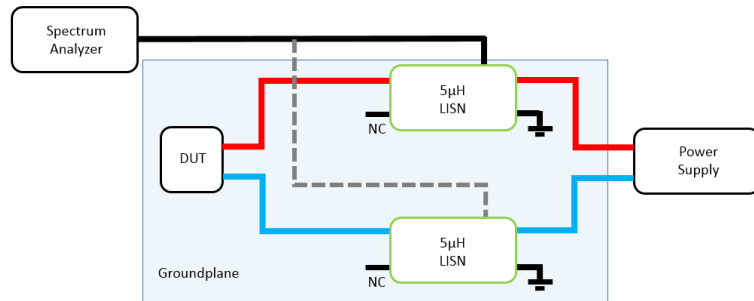 Spectrum
Analyzer
5µH
LISN
NC
DUT
Power
Supply
5µH
LISN
Groundplane
NC